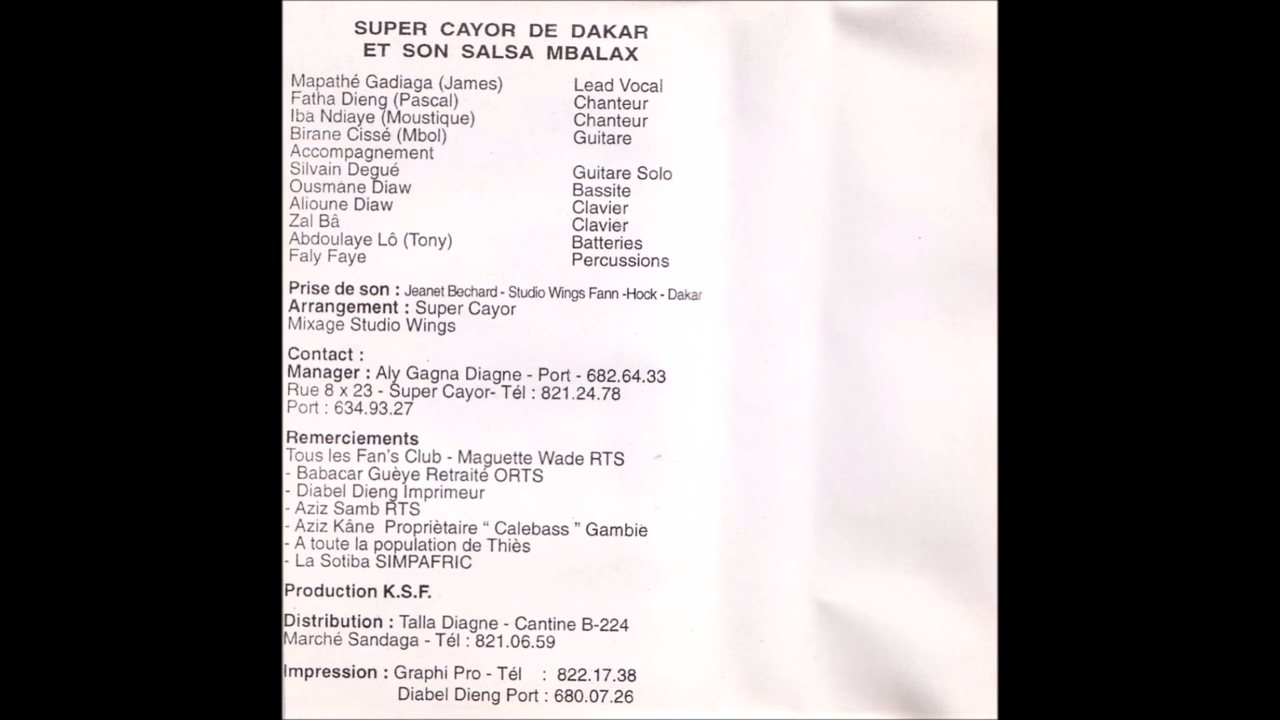 SUPER CAYOR DE DAKAR
ET SON SALSA MBALAX
Mapathé Gadiaga (James) Lead Vocal
Fatha Dieng (Pascal) Chanteur
Iba Ndiaye (Moustique) Chanteur
Birane Cissé (Mbol) Guitare
Accompagnement
Silvain Degué Guitare Solo
Ousmane Diaw Bassite
Alioune Diaw Clavier
Zal Bâ Clavier
Abdoulaye Lô (Tony) Batteries
Faly Faye Percussions
Prise de son : Jeanet Bechard - Studio Wings Fann -Hock - Dakar
Arrangement : Super Cayor
Mixage Studio Wings
Contact :
Manager : Aly Gagna Diagne - Port - 682.64.33
Rue 8 x 23 - Super Cayor- Tél : 821.24.78
Port : 634.93.27
Remerciements
Tous les Fan's Club - Maguette Wade RTS
- Babacar Guèye Retraité ORTS
- Diabel Dieng Imprimeur
- Aziz Samb RTS
- Aziz Kâne Propriètaire “ Calebass ” Gambie
- A toute la population de Thiès
- La Sotiba SIMPAFRIC
Production K.S.F.
Distribution : Talla Diagne - Cantine B-224
Marché Sandaga - Tél : 821.06.59
Impression : Graphi Pro - Tél : 822.17.38
Diabel Dieng Port : 680.07.26